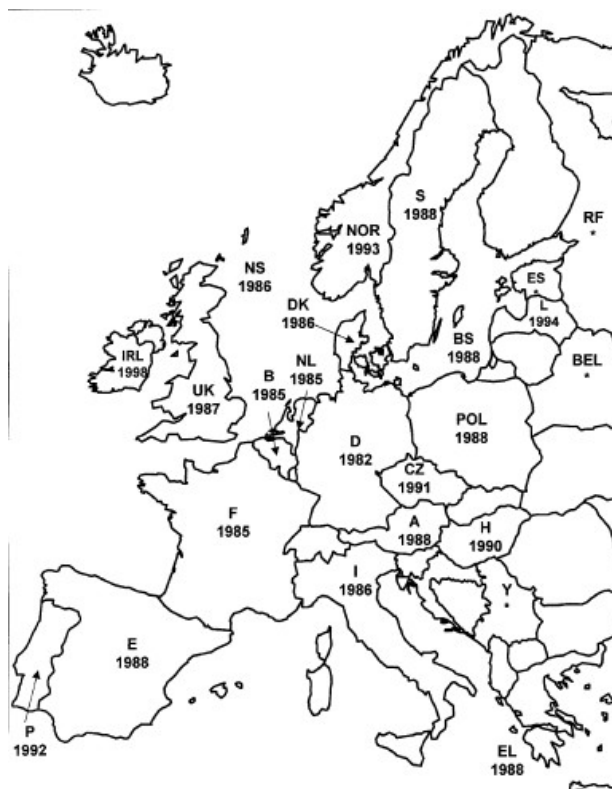 S
1988
RF
*
NOR
1993
NS
1986
ES
*
L
1994
DK
1986
BS
1988
BEL
*
IRL
1998
NL
1985
B
1985
UK
1987
POL
1988
D
1982
CZ
1991
F
1985
A
1988
H
1990
I
1986
Y
*
E
1988
P
1992
EL
1988